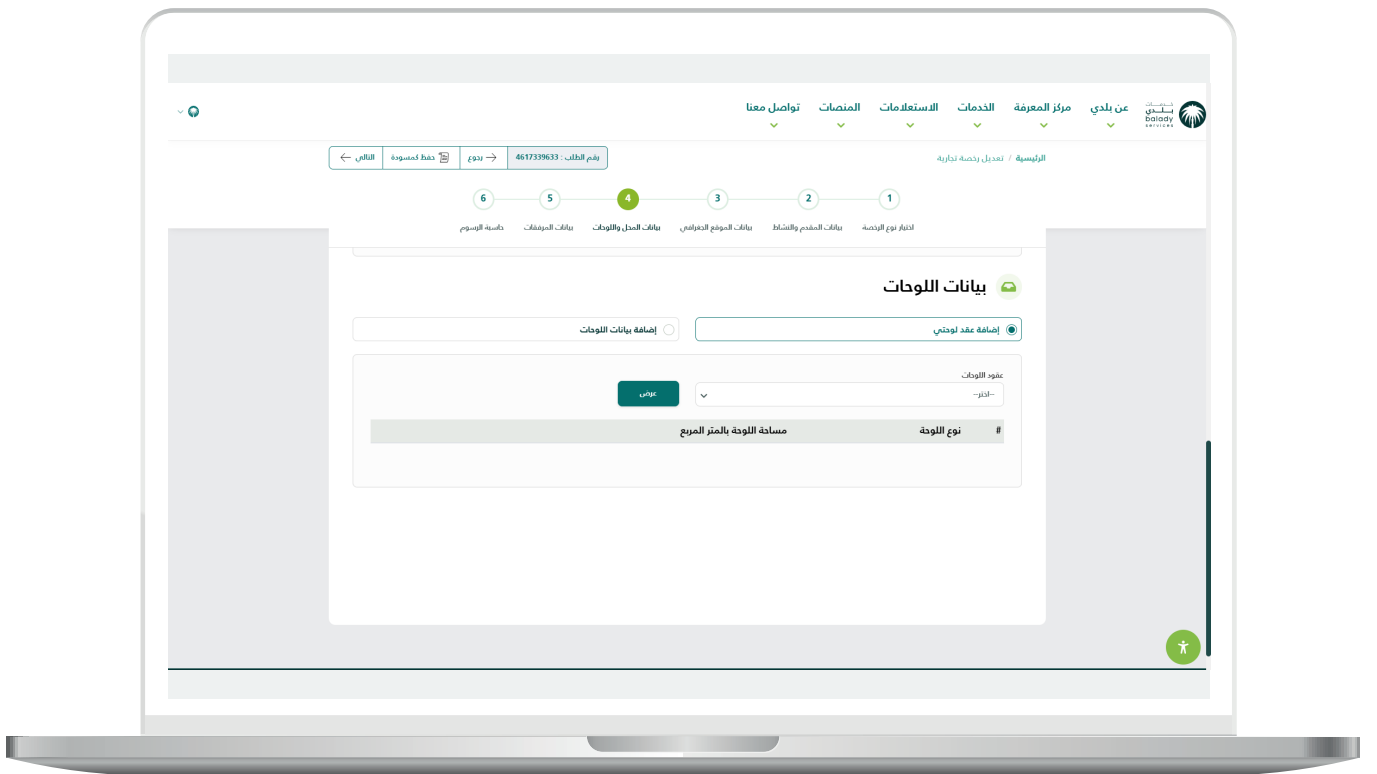 خدمات
بلدي
balady
services
عن بلدي
مركز المعرفة
الخدمات
الاستعلامات
المنصات
تواصل معنا
الرئيسية / تعديل رخصة تجارية
رقم الطلب : 4617339633
رجوع
حفظ كمسودة
التالي
1
2
3
4
5
6
اختيار نوع الرخصة
بيانات المقدم والنشاط
بيانات الموقع الجغرافي
بيانات المحل واللوحات
بيانات المرفقات
حاسبة الرسوم
بيانات اللوحات
إضافة عقد لوحتي
إضافة بيانات اللوحات
عقود اللوحات
--اختر--
عرض
# نوع اللوحة مساحة اللوحة بالمتر المربع